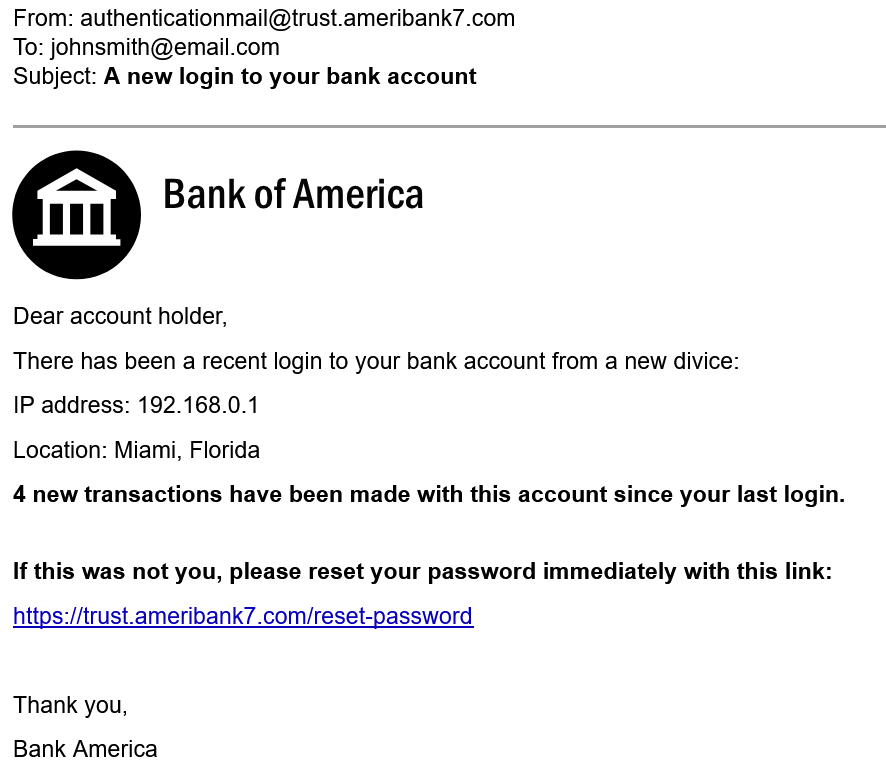 From: authenticationmail@trust.ameribank7.com
To: johnsmith@email.com
Subject: A new login to your bank account
Bank of America
Dear account holder,
There has been a recent login to your bank account from a new divice:
IP address: 192.168.0.1
Location: Miami, Florida
4 new transactions have been made with this account since your last login.
If this was not you, please reset your password immediately with this link:
https://trust.ameribank7.com/reset-password
Thank you,
Bank America